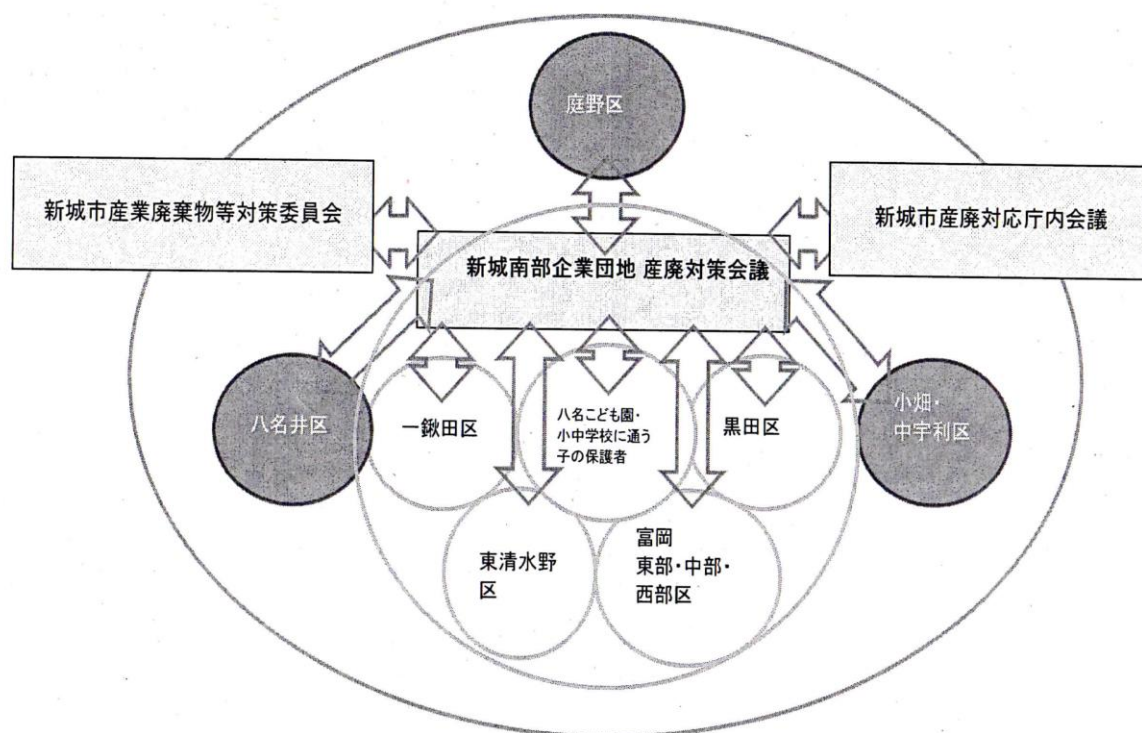 庭野区
新城市産業廃棄物等対策委員会
新城市産廃対応庁内会議
新城南部企業団地 産廃対策会議
八名井区
一鍬田区
八名こども園・
小中学校に通う
子の保護者
黒田区
小畑・
中宇利区
東清水野
区
富岡
東部・中部・
西部区